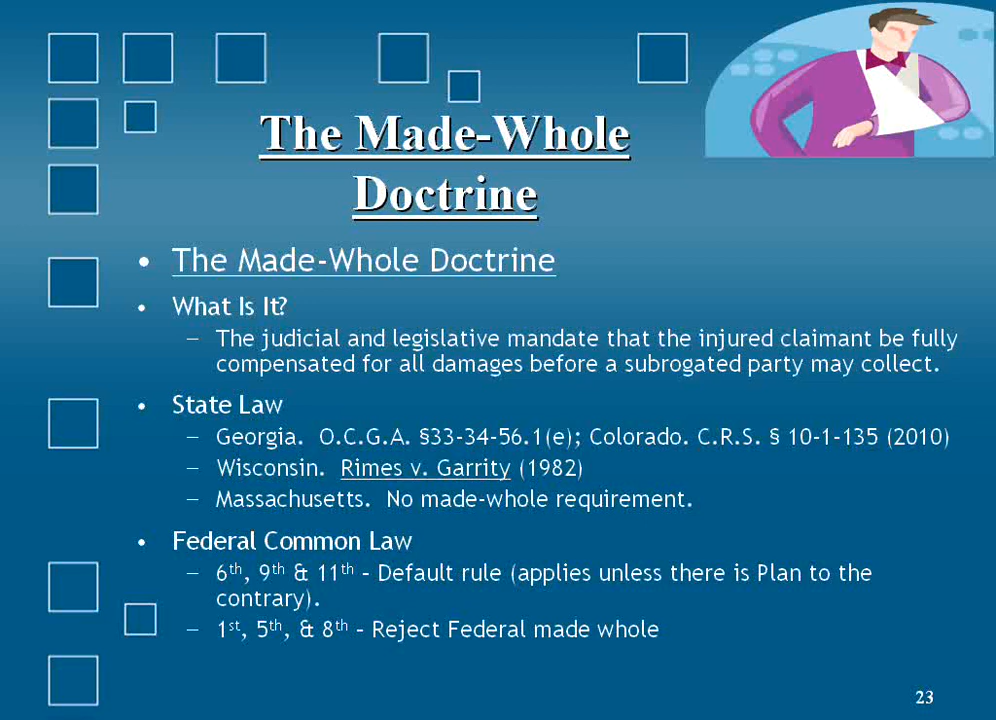 The Made-Whole
Doctrine
• The Made-Whole Doctrine
• What Is It?
– The judicial and legislative mandate that the injured claimant be fully
compensated for all damages before a subrogated party may collect.
• State Law
– Georgia. O.C.G.A. §33-34-56.1(e); Colorado. C.R.S. § 10-1-135 (2010)
– Wisconsin. Rimes v. Garrity (1982)
– Massachusetts. No made-whole requirement.
• Federal Common Law
– 6th, 9th & 11th – Default rule (applies unless there is Plan to the
contrary).
– 1st, 5th, & 8th – Reject Federal made whole
23